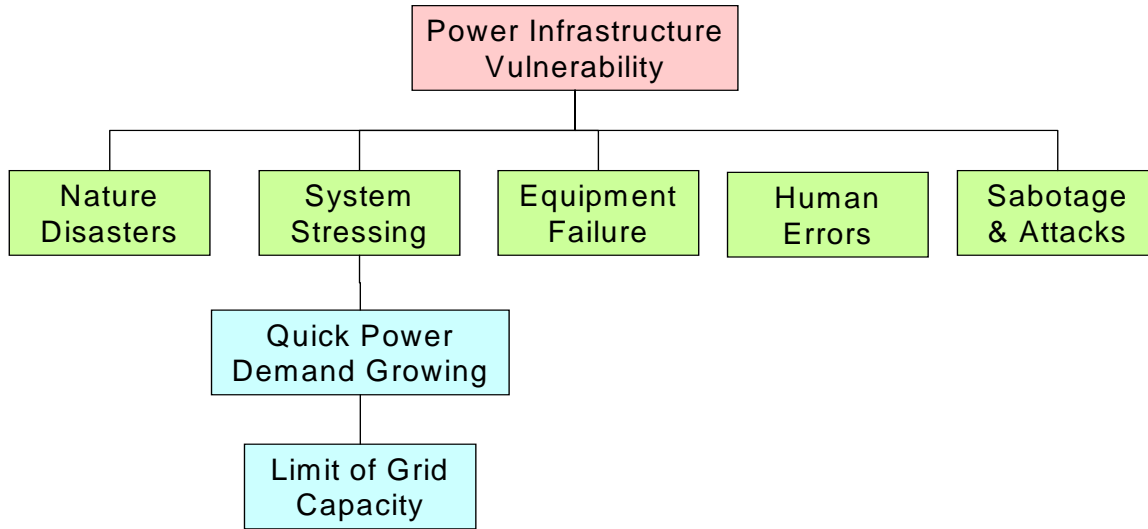 Power Infrastructure
Vulnerability
Nature
Disasters
System
Stressing
Equipment
Failure
Human
Errors
Sabotage
& Attacks
Quick Power
Demand Growing
Limit of Grid
Capacity